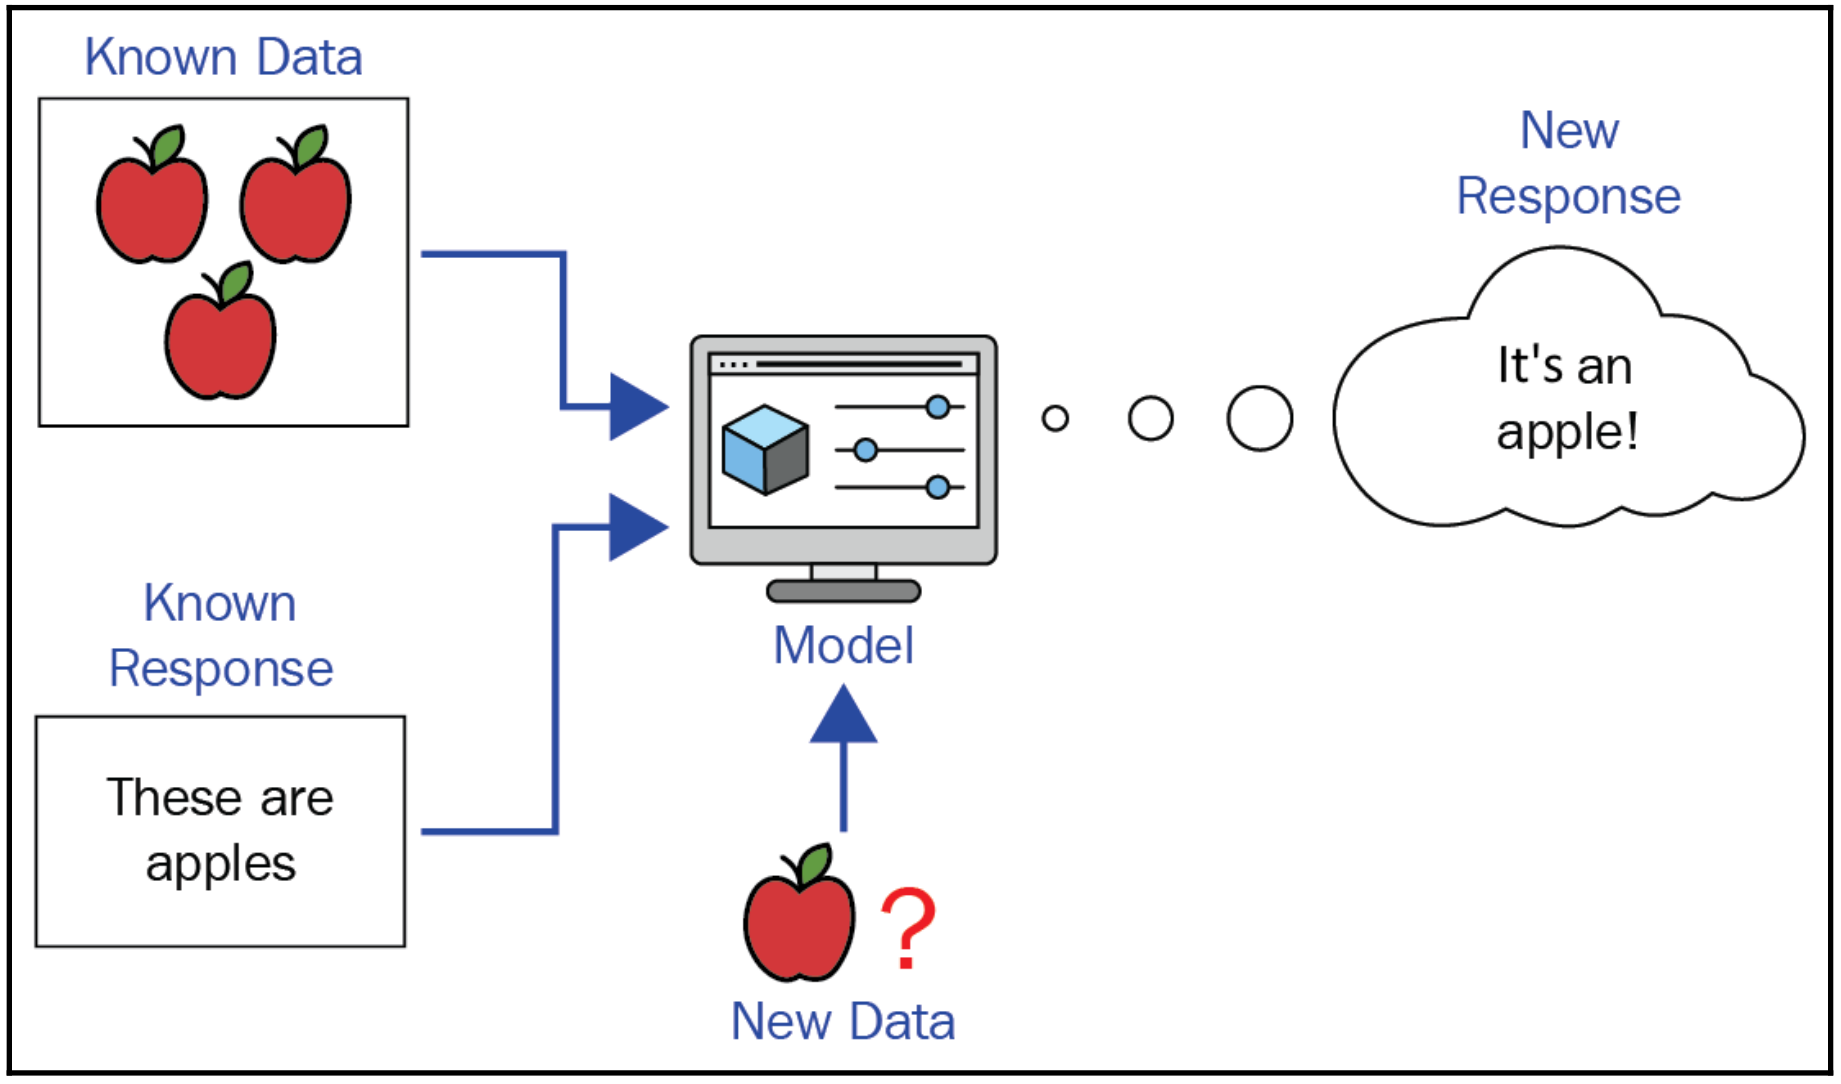 Known Data
New
Response
It's an
apple!
Known
Response
Model
These are
apples
?
New Data